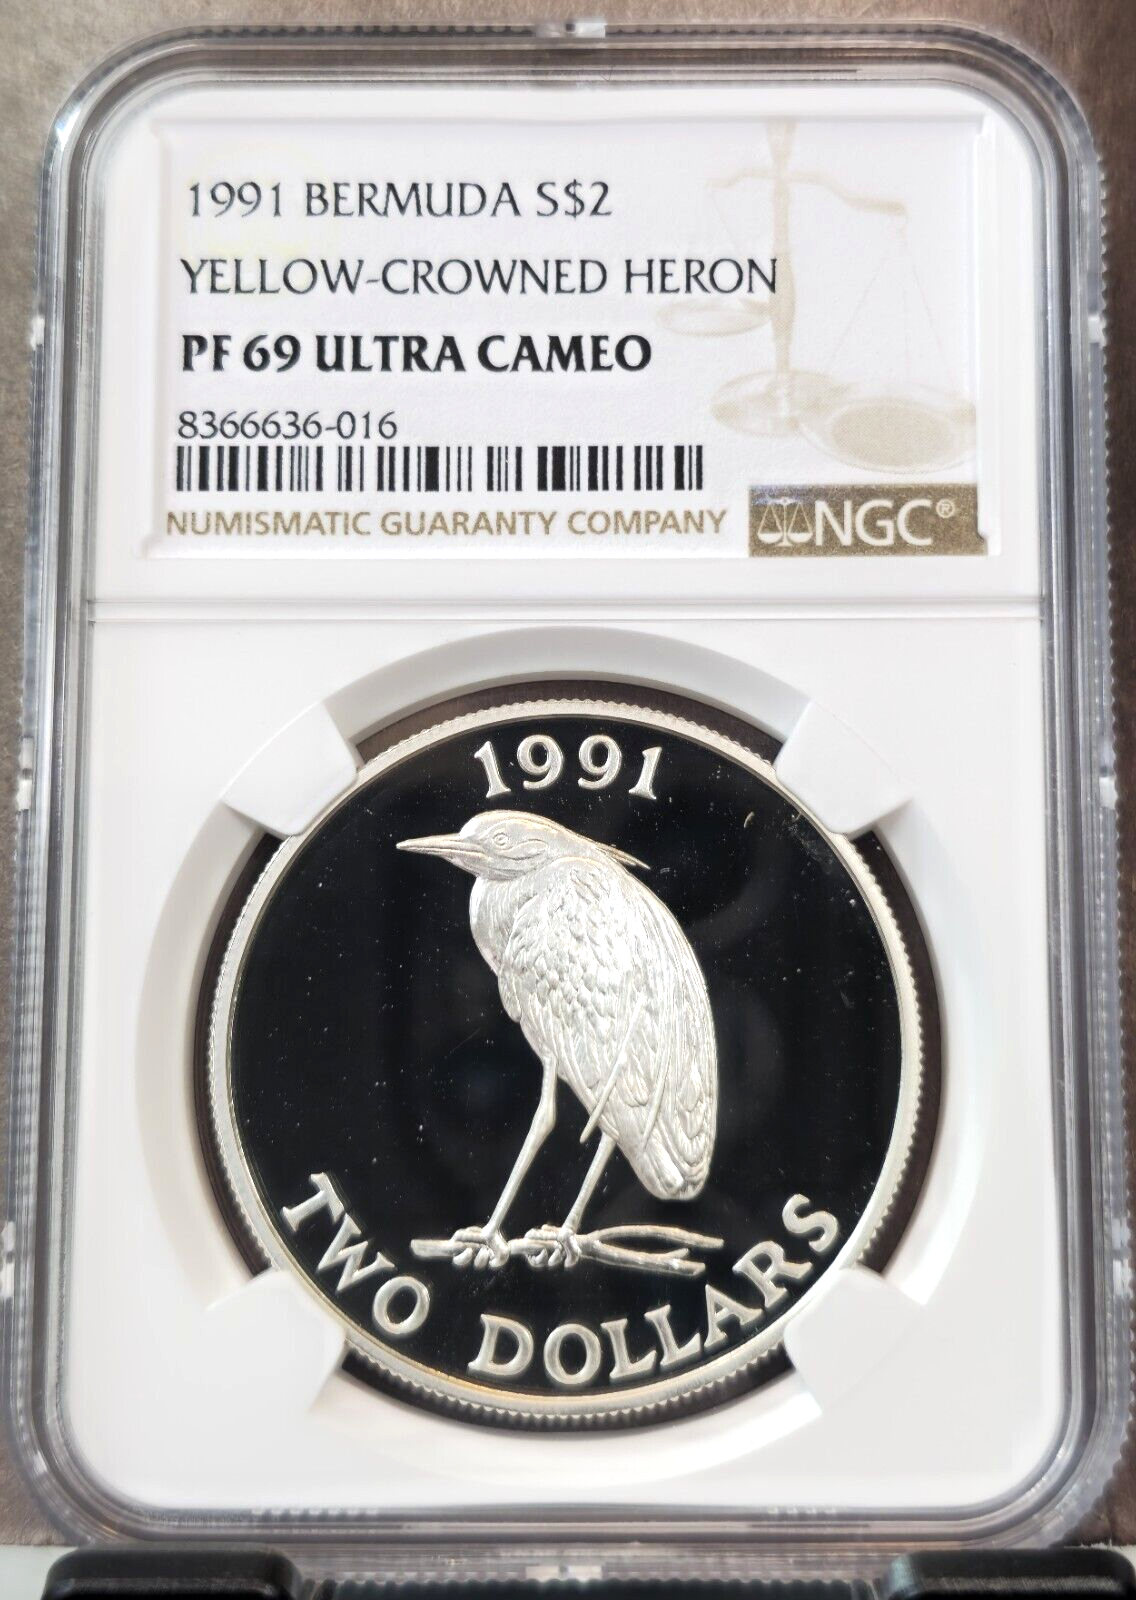 1991 BERMUDA S$2
YELLOW-CROWNED HERON
PF 69 ULTRA CAMEO
8366636-016
NUMISMATIC GUARANTY COMPANY
NGC®
1991
TWO DOLLARS